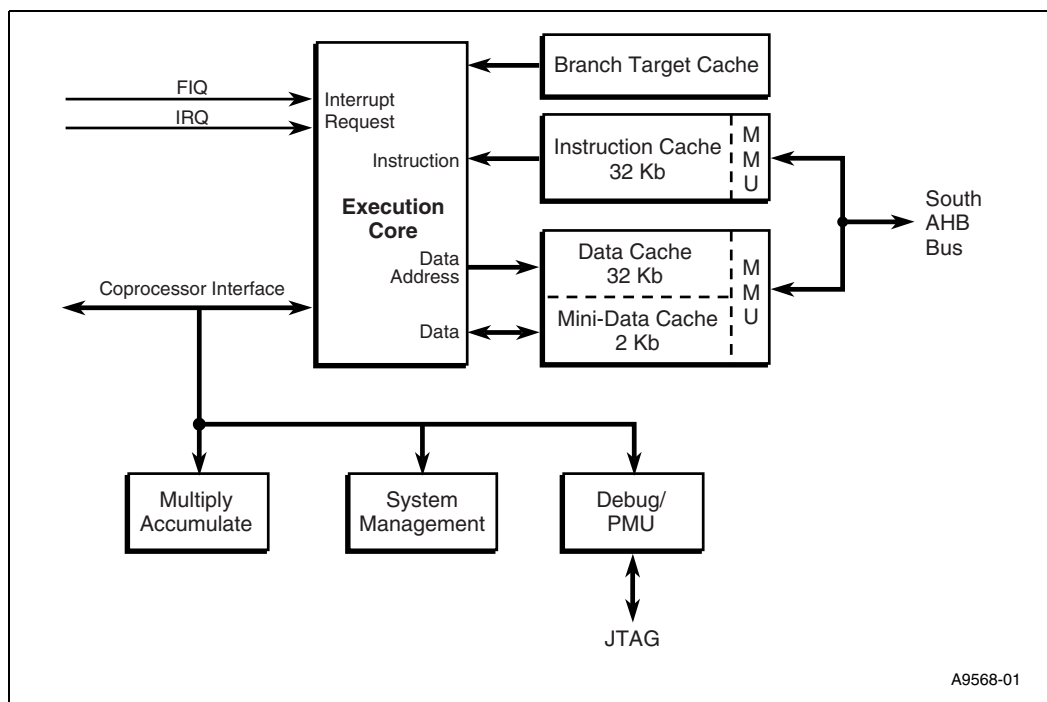 Branch Target Cache
FIQ
IRQ
Interrupt
Request
Instruction
Instruction Cache
32 Kb
M
M
U
South
AHB
Bus
Execution
Core
Data
Address
Data Cache
32 Kb
M
M
U
Coprocessor Interface
Data
Mini-Data Cache
2 Kb
Multiply
Accumulate
System
Management
Debug/
PMU
JTAG
A9568-01